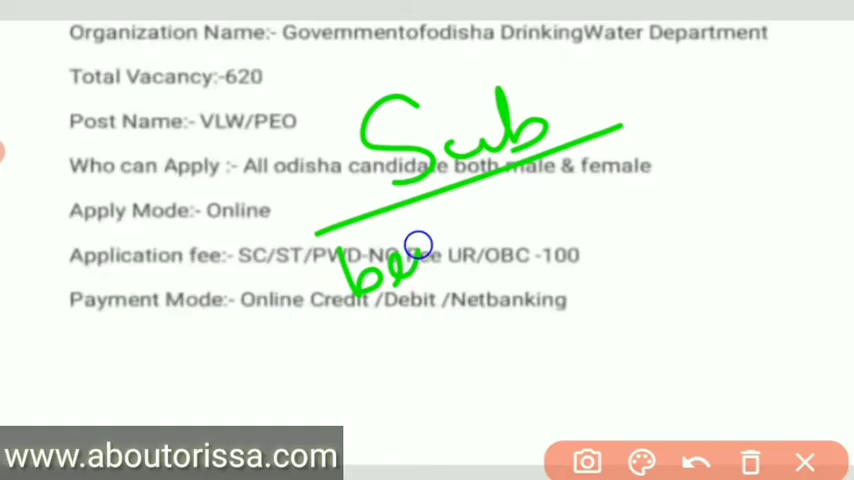 Organization Name:- Governmentofodisha DrinkingWater Department
Total Vacancy:-620
Post Name:- VLW/PEO
Sub
Who can Apply :- All odisha candidate both male & female
Apply Mode:- Online
Application fee:- SC/ST/PWD-NO Fee UR/OBC -100
be
Payment Mode:- Online Credit /Debit /Netbanking
www.aboutorissa.com